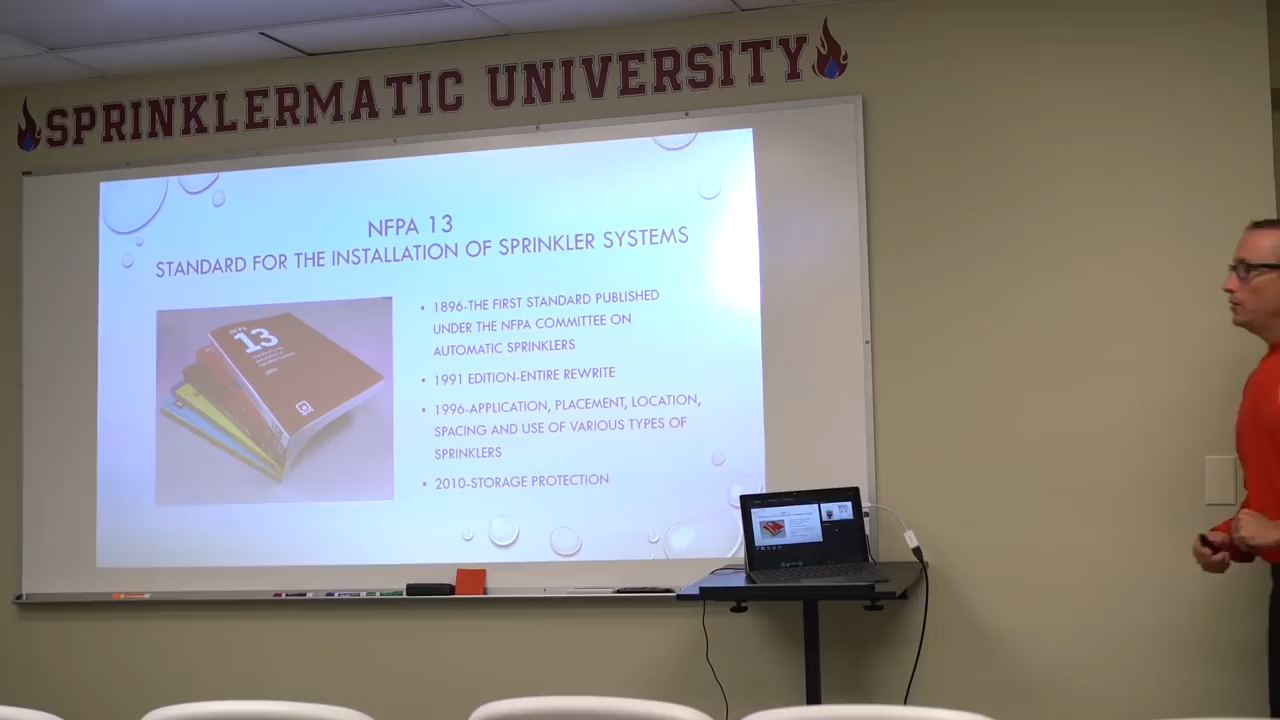 SPRINKLERMATIC UNIVERSITY
NFPA 13
STANDARD FOR THE INSTALLATION OF SPRINKLER SYSTEMS
NFPA
13
• 1896-THE FIRST STANDARD PUBLISHED
UNDER THE NFPA COMMITTEE ON
AUTOMATIC SPRINKLERS
• 1991 EDITION-ENTIRE REWRITE
• 1996-APPLICATION, PLACEMENT, LOCATION,
SPACING AND USE OF VARIOUS TYPES OF
SPRINKLERS
• 2010-STORAGE PROTECTION